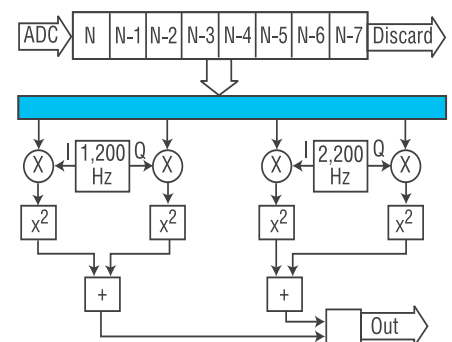 ADC N N-1 N-2 N-3 N-4 N-5 N-6 N-7 Discard
I 1,200 Hz Q I 2,200 Hz Q
X X X X
x² x² x² x²
+ +
Out